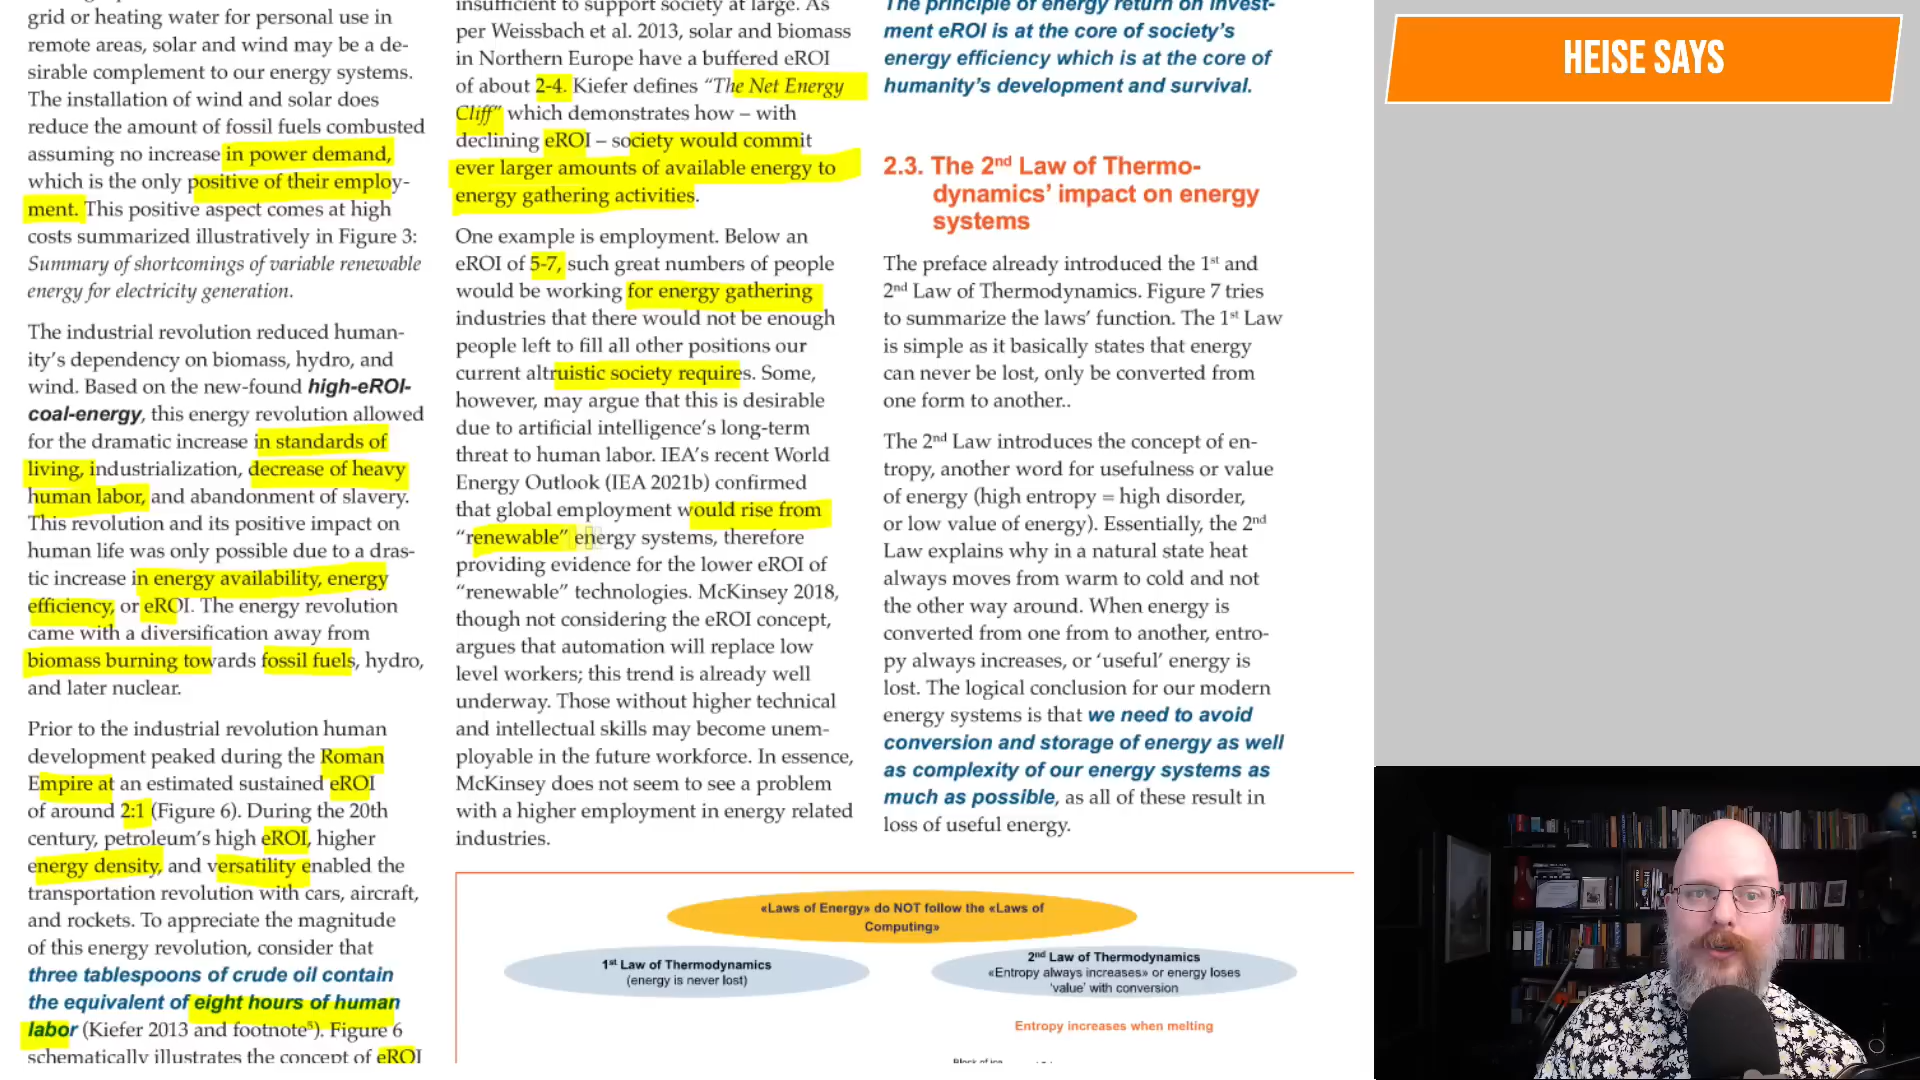 grid or heating water for personal use in
remote areas, solar and wind may be a de-
sirable complement to our energy systems.
The installation of wind and solar does
reduce the amount of fossil fuels combusted
assuming no increase in power demand,
which is the only positive of their employ-
ment. This positive aspect comes at high
costs summarized illustratively in Figure 3:
Summary of shortcomings of variable renewable
energy for electricity generation.
The industrial revolution reduced human-
ity's dependency on biomass, hydro, and
wind. Based on the new-found high-eROI-
coal-energy, this energy revolution allowed
for the dramatic increase in standards of
living, industrialization, decrease of heavy
human labor, and abandonment of slavery.
This revolution and its positive impact on
human life was only possible due to a dras-
tic increase in energy availability, energy
efficiency, or eROI. The energy revolution
came with a diversification away from
biomass burning towards fossil fuels, hydro,
and later nuclear.
Prior to the industrial revolution human
development peaked during the Roman
Empire at an estimated sustained eROI
of around 2:1 (Figure 6). During the 20th
century, petroleum's high eROI, higher
energy density, and versatility enabled the
transportation revolution with cars, aircraft,
and rockets. To appreciate the magnitude
of this energy revolution, consider that
three tablespoons of crude oil contain
the equivalent of eight hours of human
labor (Kiefer 2013 and footnote⁵). Figure 6
schematically illustrates the concept of eROI
insufficient to support society at large. As
per Weissbach et al. 2013, solar and biomass
in Northern Europe have a buffered eROI
of about 2-4. Kiefer defines “The Net Energy
Cliff” which demonstrates how – with
declining eROI – society would commit
ever larger amounts of available energy to
energy gathering activities.
One example is employment. Below an
eROI of 5-7, such great numbers of people
would be working for energy gathering
industries that there would not be enough
people left to fill all other positions our
current altruistic society requires. Some,
however, may argue that this is desirable
due to artificial intelligence's long-term
threat to human labor. IEA's recent World
Energy Outlook (IEA 2021b) confirmed
that global employment would rise from
“renewable” energy systems, therefore
providing evidence for the lower eROI of
“renewable” technologies. McKinsey 2018,
though not considering the eROI concept,
argues that automation will replace low
level workers; this trend is already well
underway. Those without higher technical
and intellectual skills may become unem-
ployable in the future workforce. In essence,
McKinsey does not seem to see a problem
with a higher employment in energy related
industries.
The principle of energy return on invest-
ment eROI is at the core of society's
energy efficiency which is at the core of
humanity's development and survival.
2.3. The 2nd Law of Thermo-
dynamics' impact on energy
systems
The preface already introduced the 1st and
2nd Law of Thermodynamics. Figure 7 tries
to summarize the laws' function. The 1st Law
is simple as it basically states that energy
can never be lost, only be converted from
one form to another..
The 2nd Law introduces the concept of en-
tropy, another word for usefulness or value
of energy (high entropy = high disorder,
or low value of energy). Essentially, the 2nd
Law explains why in a natural state heat
always moves from warm to cold and not
the other way around. When energy is
converted from one from to another, entro-
py always increases, or 'useful' energy is
lost. The logical conclusion for our modern
energy systems is that we need to avoid
conversion and storage of energy as well
as complexity of our energy systems as
much as possible, as all of these result in
loss of useful energy.
«Laws of Energy» do NOT follow the «Laws of
Computing»
1st Law of Thermodynamics
(energy is never lost)
2nd Law of Thermodynamics
«Entropy always increases» or energy loses
'value' with conversion
Entropy increases when melting
HEISE SAYS